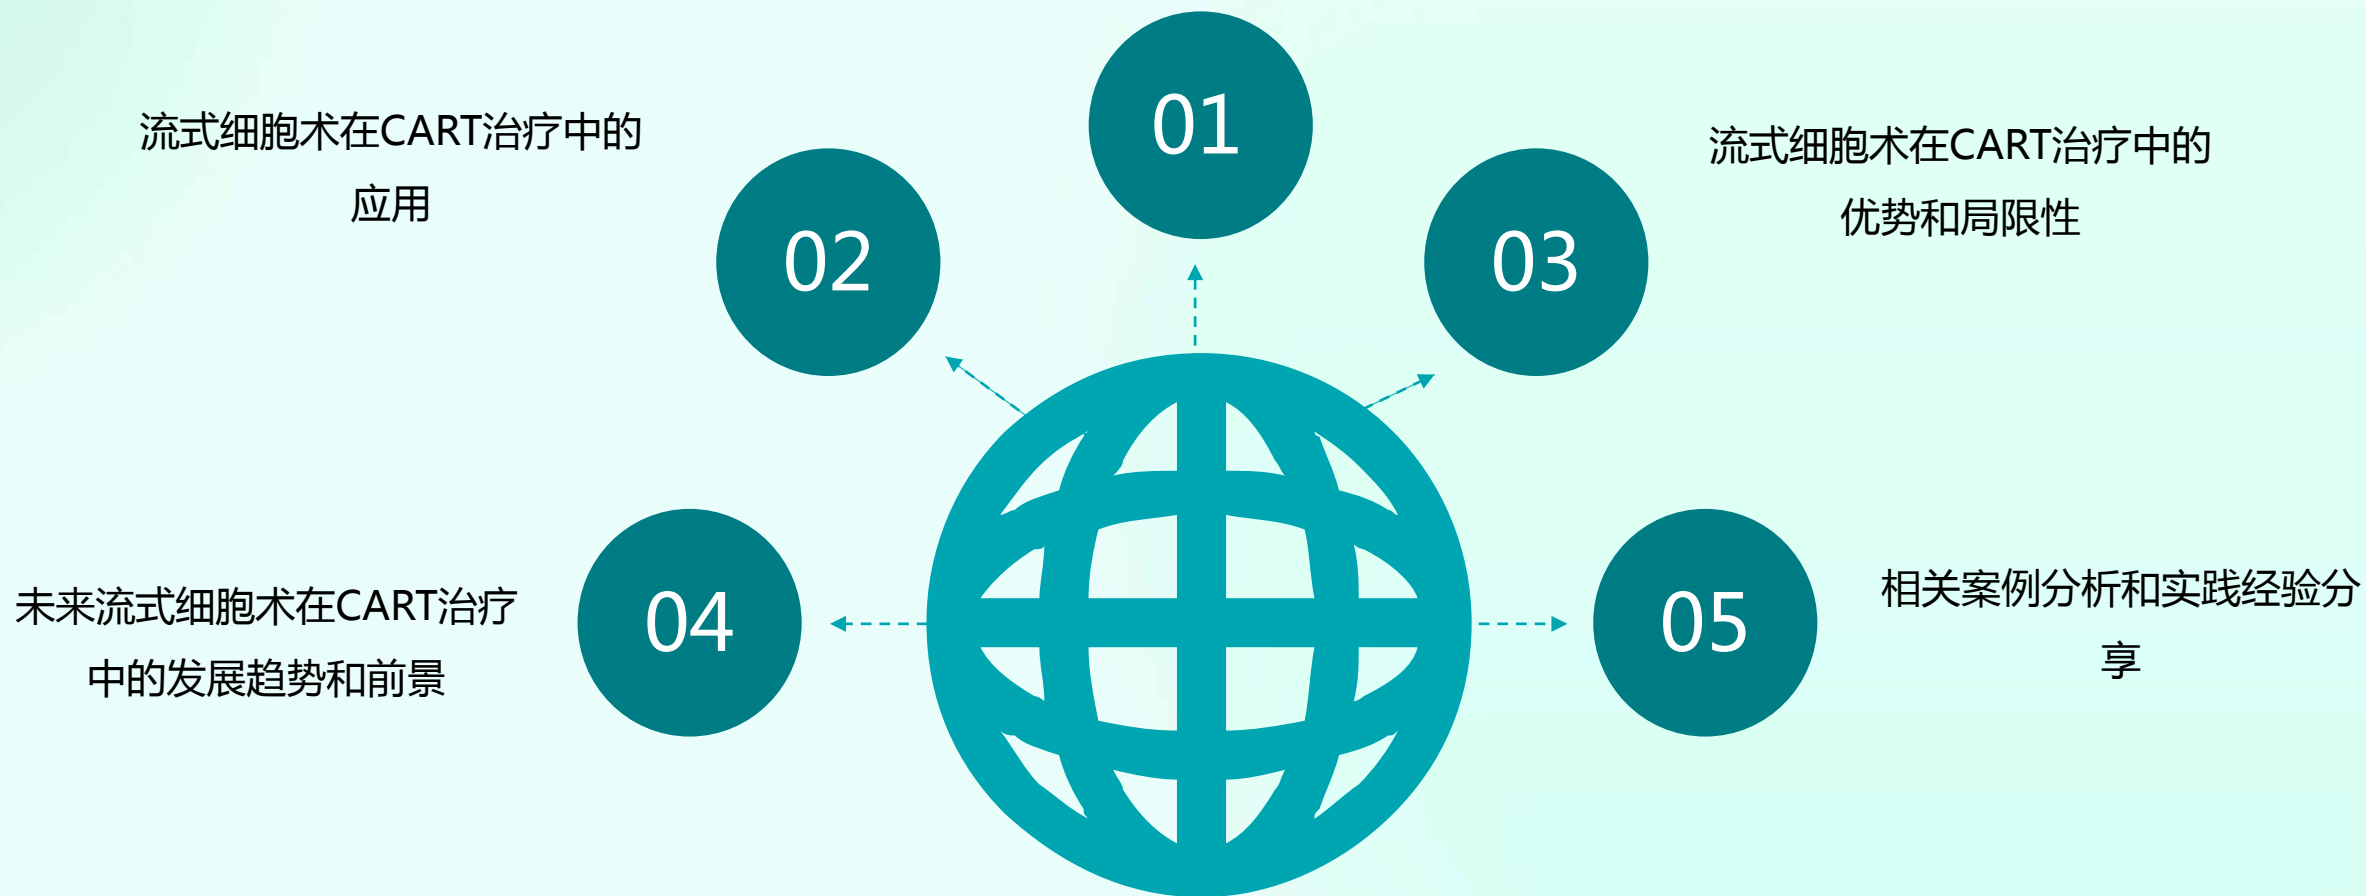 01
流式细胞术在CART治疗中的
应用
02
03
流式细胞术在CART治疗中的
优势和局限性
未来流式细胞术在CART治疗
中的发展趋势和前景
04
05
相关案例分析和实践经验分
享